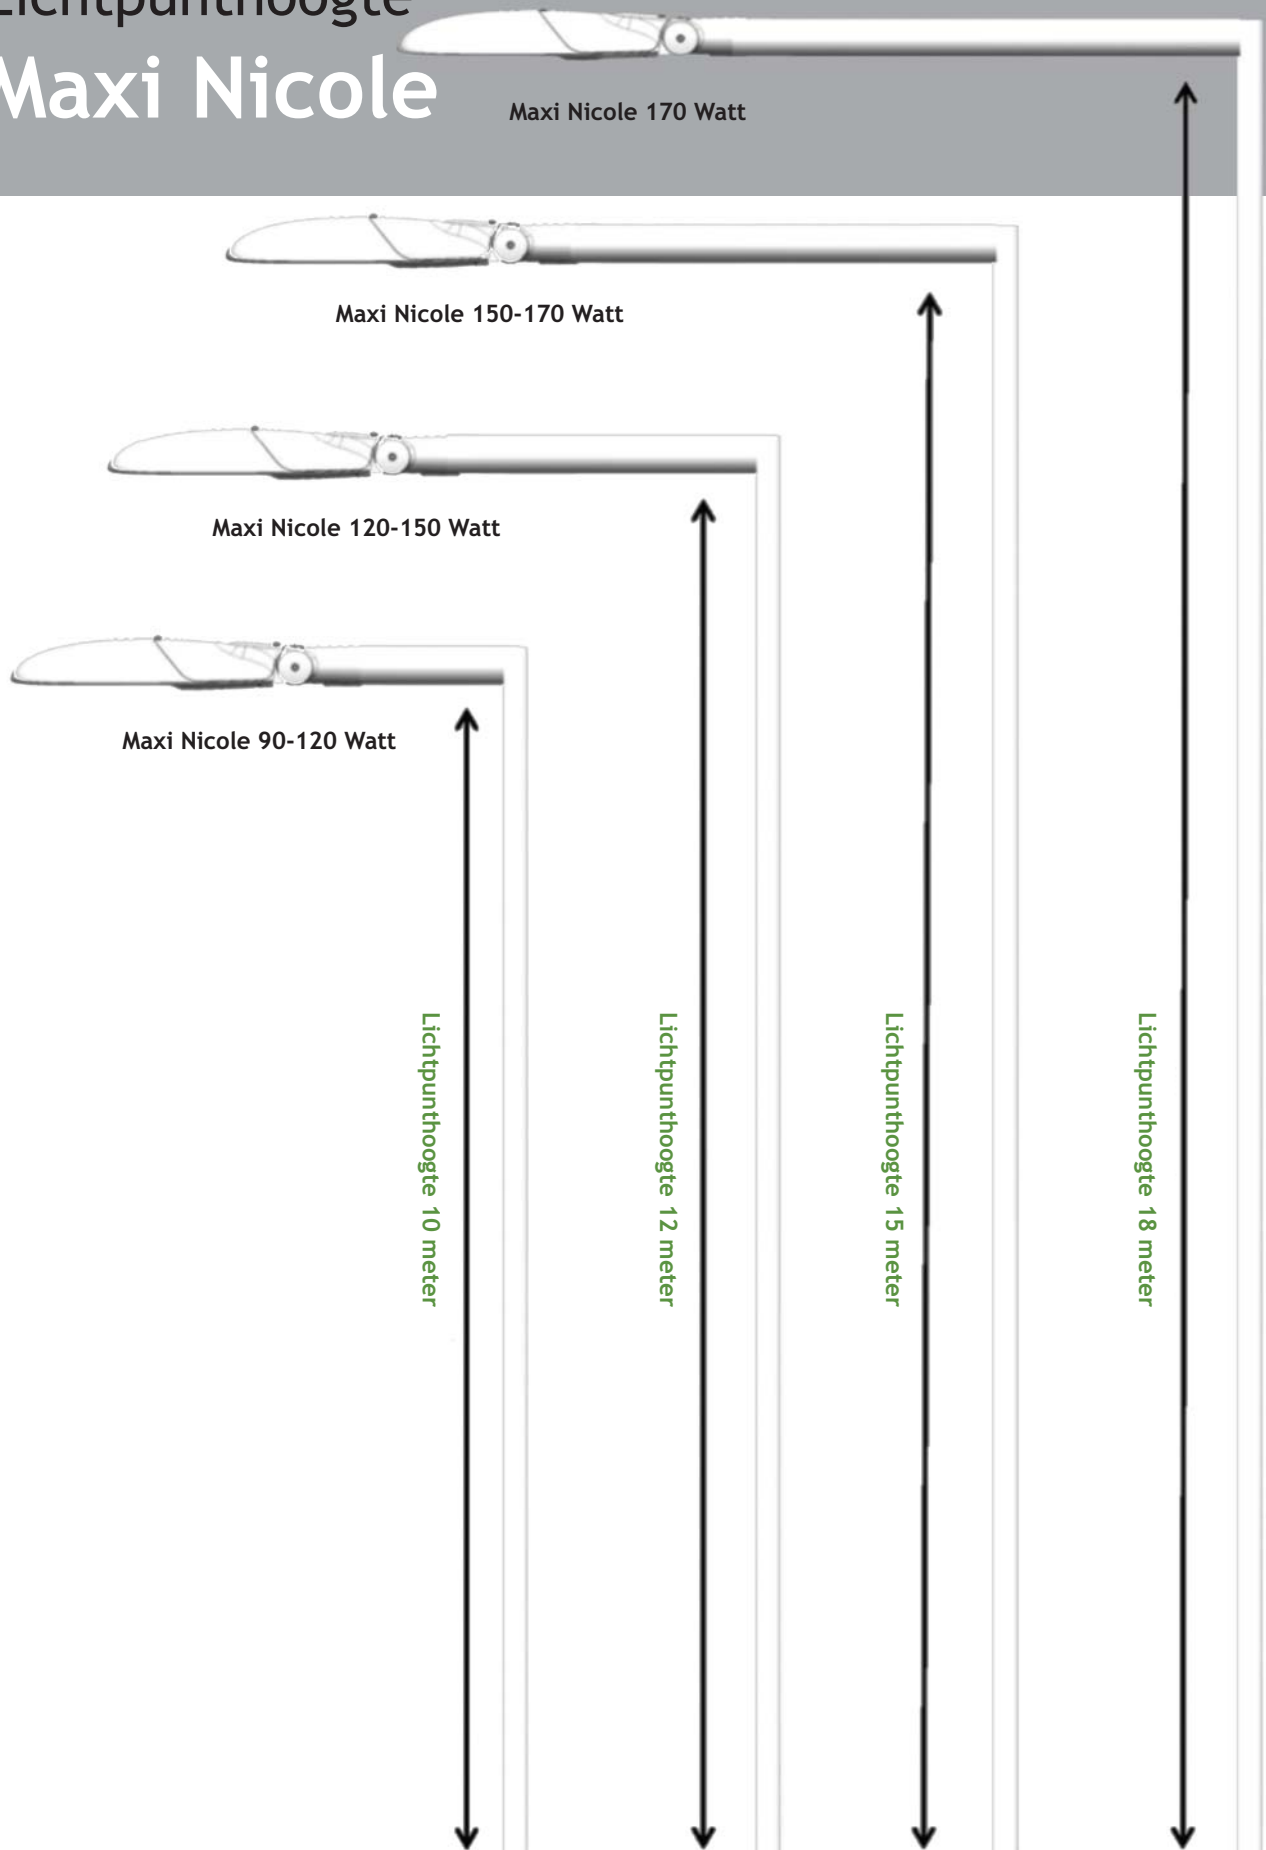 Lichtpunthoogte
Maxi Nicole
Maxi Nicole 170 Watt
Maxi Nicole 150-170 Watt
Maxi Nicole 120-150 Watt
Maxi Nicole 90-120 Watt
Lichtpunthoogte 10 meter
Lichtpunthoogte 12 meter
Lichtpunthoogte 15 meter
Lichtpunthoogte 18 meter